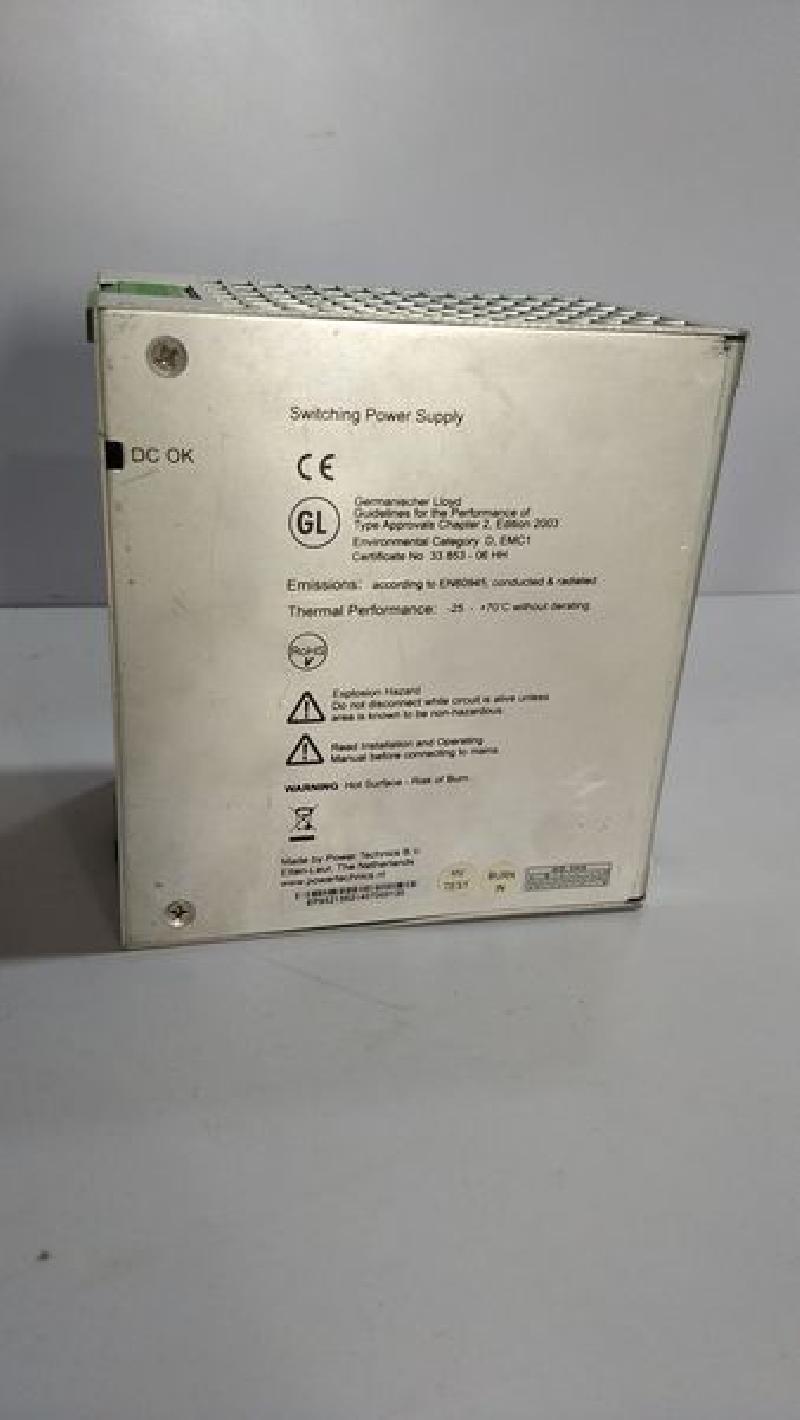 Switching Power Supply
DC OK
CE
GL
Germanischer Lloyd
Guidelines for the Performance of
Type Approvals Chapter 2, Edition 2003
Environmental Category D, EMC1
Certificate No 33 853 - 06 HH
Emissions: according to EN60945, conducted & radiated
Thermal Performance: -25 - +70°C without derating
RoHS
Explosion Hazard
Do not disconnect while circuit is alive unless
area is known to be non-hazardous
Read Installation and Operating
Manual before connecting to mains
WARNING Hot Surface - Risk of Burn
Made by Power Technics B.V.
Etten-Leur, The Netherlands
www.powertechnics.nl
HV
TEST
BURN
IN